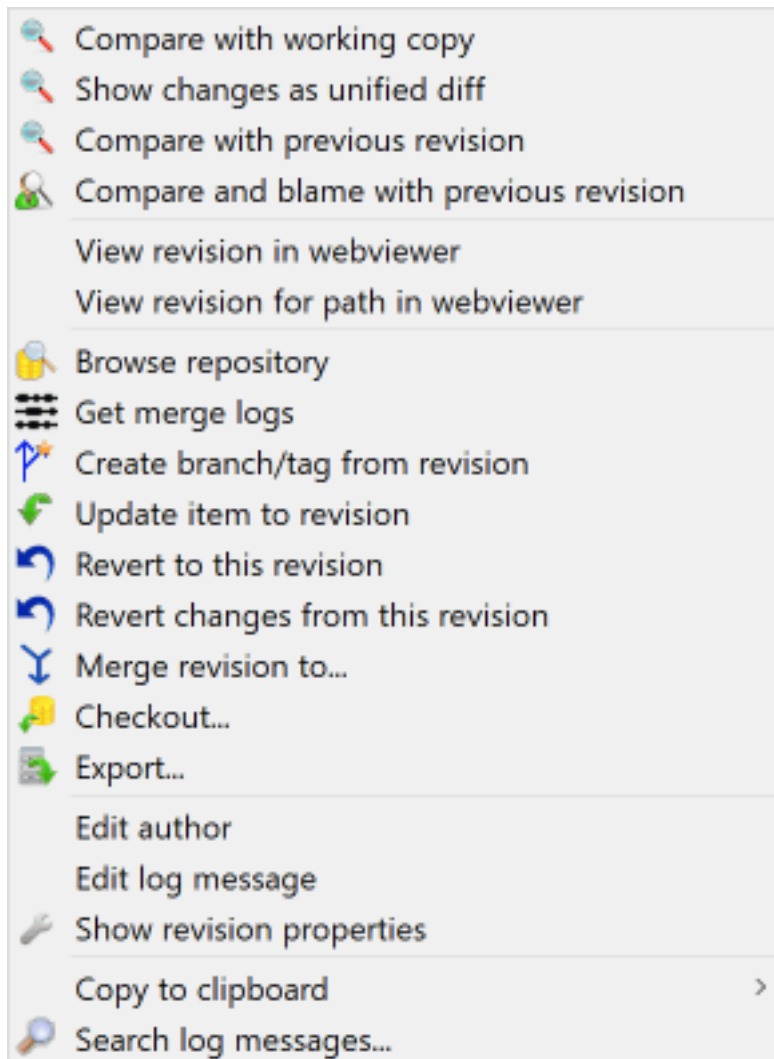 Compare with working copy
Show changes as unified diff
Compare with previous revision
Compare and blame with previous revision
View revision in webviewer
View revision for path in webviewer
Browse repository
Get merge logs
Create branch/tag from revision
Update item to revision
Revert to this revision
Revert changes from this revision
Merge revision to...
Checkout...
Export...
Edit author
Edit log message
Show revision properties
Copy to clipboard
Search log messages...